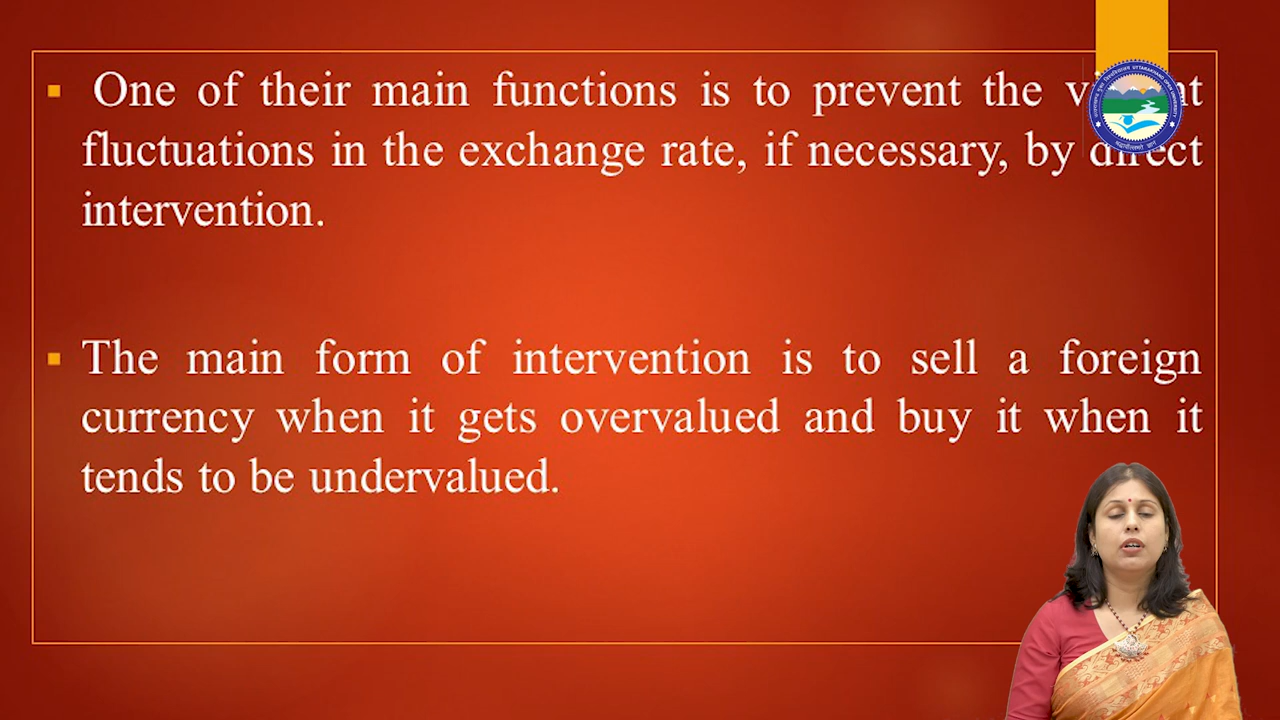 One of their main functions is to prevent the
fluctuations in the exchange rate, if necessary, by direct
intervention.
The main form of intervention is to sell a foreign
currency when it gets overvalued and buy it when it
tends to be undervalued.